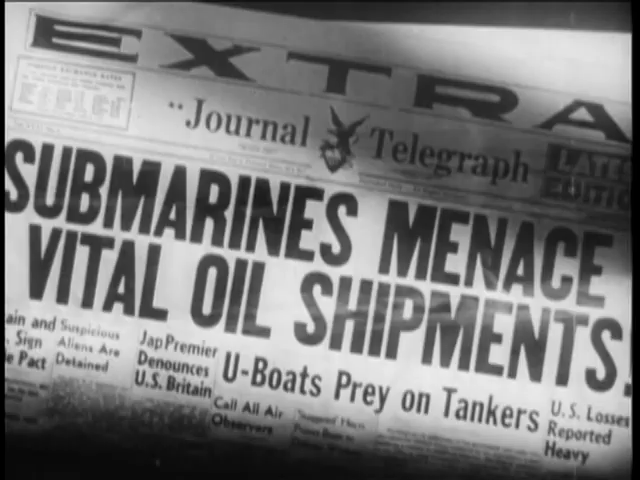 EXTRA
"Journal Telegraph
LATE
EDITIO
SUBMARINES MENACE
VITAL OIL SHIPMENTS!
ain and
Sign
e Pact
Suspicious
Aliens Are
Detained
Jap Premier
Denounces
U.S. Britain
U-Boats Prey on Tankers
Call All Air
Observers
U.S. Losses
Reported
Heavy